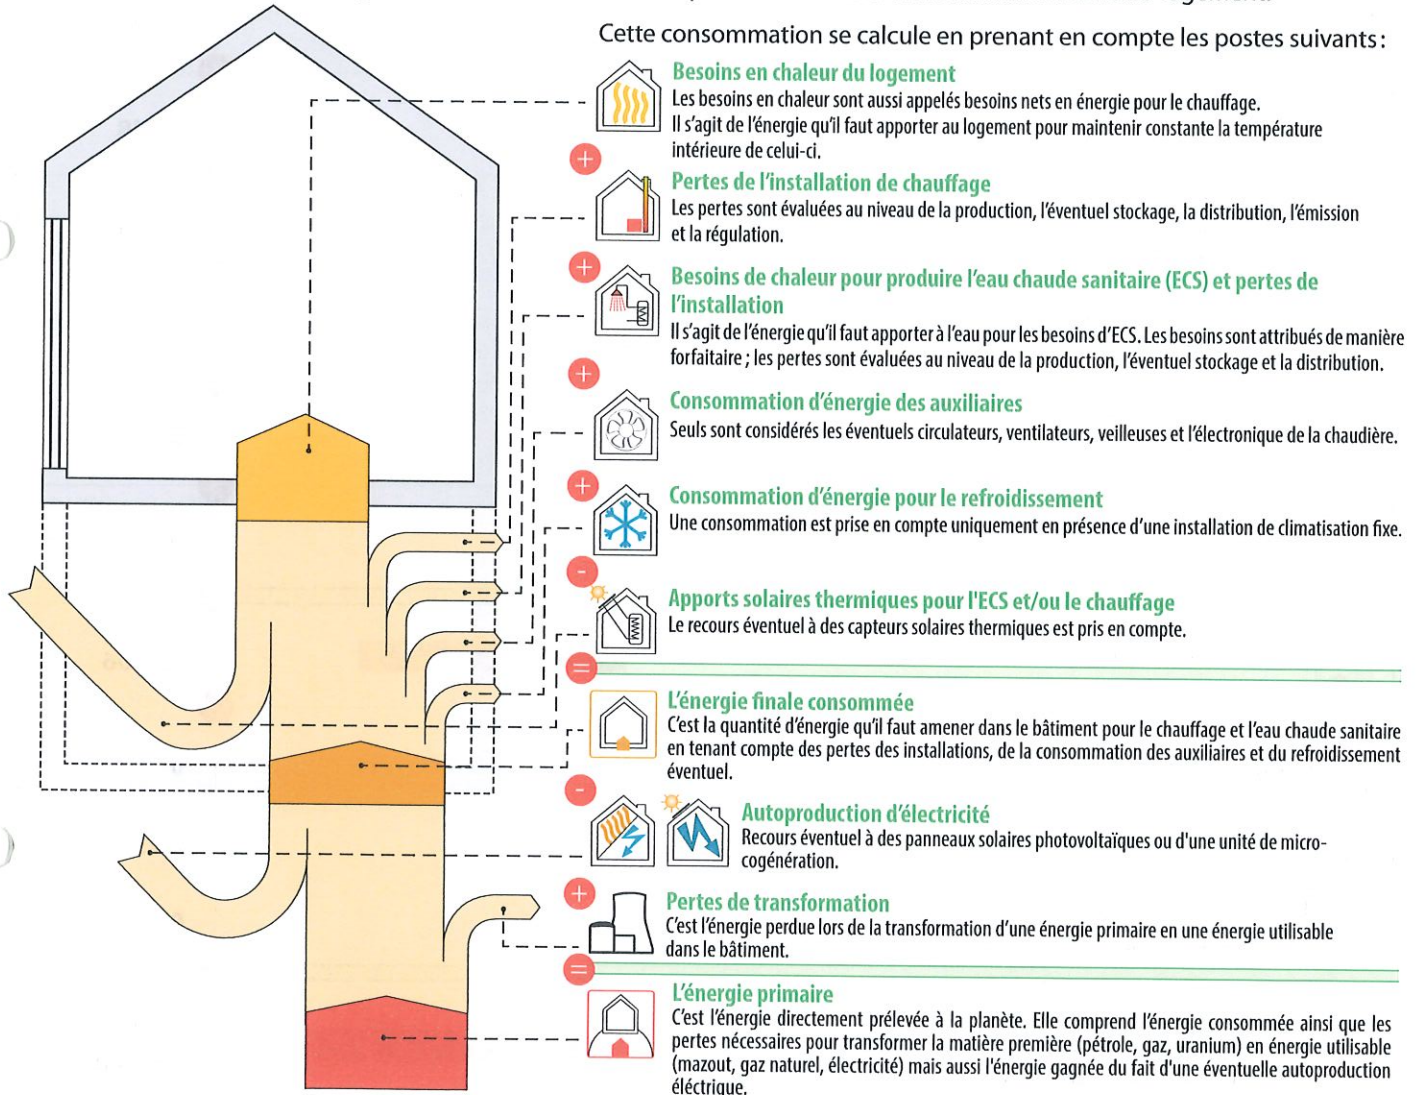 Cette consommation se calcule en prenant en compte les postes suivants :
Besoins en chaleur du logement
Les besoins en chaleur sont aussi appelés besoins nets en énergie pour le chauffage.
Il s'agit de l'énergie qu'il faut apporter au logement pour maintenir constante la température
intérieure de celui-ci.
+
Pertes de l'installation de chauffage
Les pertes sont évaluées au niveau de la production, l'éventuel stockage, la distribution, l'émission
et la régulation.
+
Besoins de chaleur pour produire l'eau chaude sanitaire (ECS) et pertes de
l'installation
Il s'agit de l'énergie qu'il faut apporter à l'eau pour les besoins d'ECS. Les besoins sont attribués de manière
forfaitaire ; les pertes sont évaluées au niveau de la production, l'éventuel stockage et la distribution.
+
Consommation d'énergie des auxiliaires
Seuls sont considérés les éventuels circulateurs, ventilateurs, veilleuses et l'électronique de la chaudière.
+
Consommation d'énergie pour le refroidissement
Une consommation est prise en compte uniquement en présence d'une installation de climatisation fixe.
-
Apports solaires thermiques pour l'ECS et/ou le chauffage
Le recours éventuel à des capteurs solaires thermiques est pris en compte.
=
L'énergie finale consommée
C'est la quantité d'énergie qu'il faut amener dans le bâtiment pour le chauffage et l'eau chaude sanitaire
en tenant compte des pertes des installations, de la consommation des auxiliaires et du refroidissement
éventuel.
-
Autoproduction d'électricité
Recours éventuel à des panneaux solaires photovoltaïques ou d'une unité de micro-
cogénération.
+
Pertes de transformation
C'est l'énergie perdue lors de la transformation d'une énergie primaire en une énergie utilisable
dans le bâtiment.
=
L'énergie primaire
C'est l'énergie directement prélevée à la planète. Elle comprend l'énergie consommée ainsi que les
pertes nécessaires pour transformer la matière première (pétrole, gaz, uranium) en énergie utilisable
(mazout, gaz naturel, électricité) mais aussi l'énergie gagnée du fait d'une éventuelle autoproduction
éléctrique.